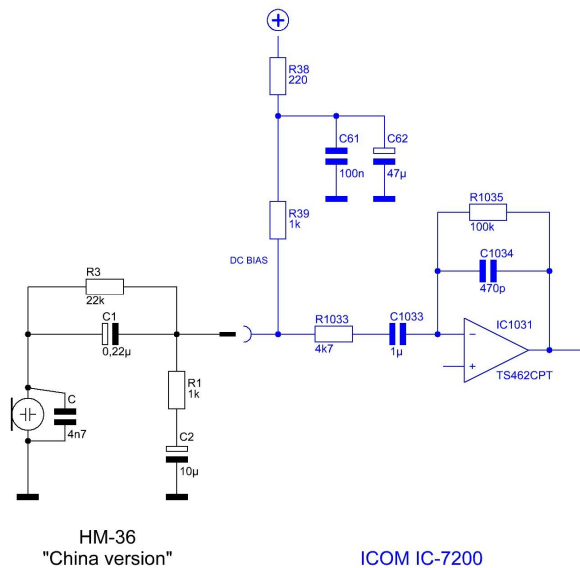 R38
220
C61
100n
C62
47µ
R39
1k
R1035
100k
DC BIAS
C1034
470p
R3
22k
C1
0,22µ
R1033
4k7
C1033
1µ
IC1031
−
+
TS462CPT
R1
1k
C
4n7
C2
10µ
HM-36
"China version"
ICOM IC-7200